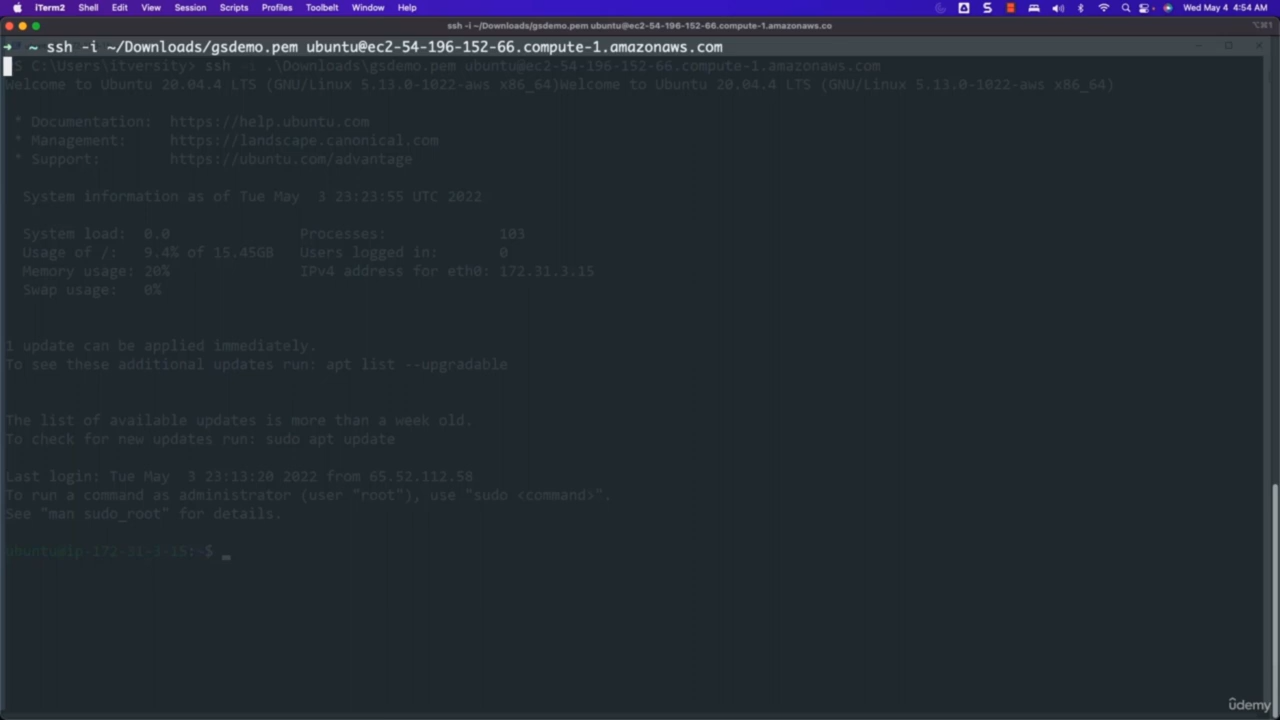 iTerm2 Shell Edit View Session Scripts Profiles Toolbelt Window Help Wed May 4 4:54 AM
ssh -i ~/Downloads/gsdemo.pem ubuntu@ec2-54-196-152-66.compute-1.amazonaws.co ⌥⌘1
➜ ~ ssh -i ~/Downloads/gsdemo.pem ubuntu@ec2-54-196-152-66.compute-1.amazonaws.com
S C:\Users\itversity> ssh -i .\Downloads\gsdemo.pem ubuntu@ec2-54-196-152-66.compute-1.amazonaws.com
Welcome to Ubuntu 20.04.4 LTS (GNU/Linux 5.13.0-1022-aws x86_64)Welcome to Ubuntu 20.04.4 LTS (GNU/Linux 5.13.0-1022-aws x86_64)
* Documentation: https://help.ubuntu.com
* Management: https://landscape.canonical.com
* Support: https://ubuntu.com/advantage
System information as of Tue May 3 23:23:55 UTC 2022
System load: 0.0 Processes: 103
Usage of /: 9.4% of 15.45GB Users logged in: 0
Memory usage: 20% IPv4 address for eth0: 172.31.3.15
Swap usage: 0%
1 update can be applied immediately.
To see these additional updates run: apt list --upgradable
The list of available updates is more than a week old.
To check for new updates run: sudo apt update
Last login: Tue May 3 23:13:20 2022 from 65.52.112.58
To run a command as administrator (user "root"), use "sudo <command>".
See "man sudo_root" for details.
ubuntu@ip-172-31-3-15:~$ _
ûdemy